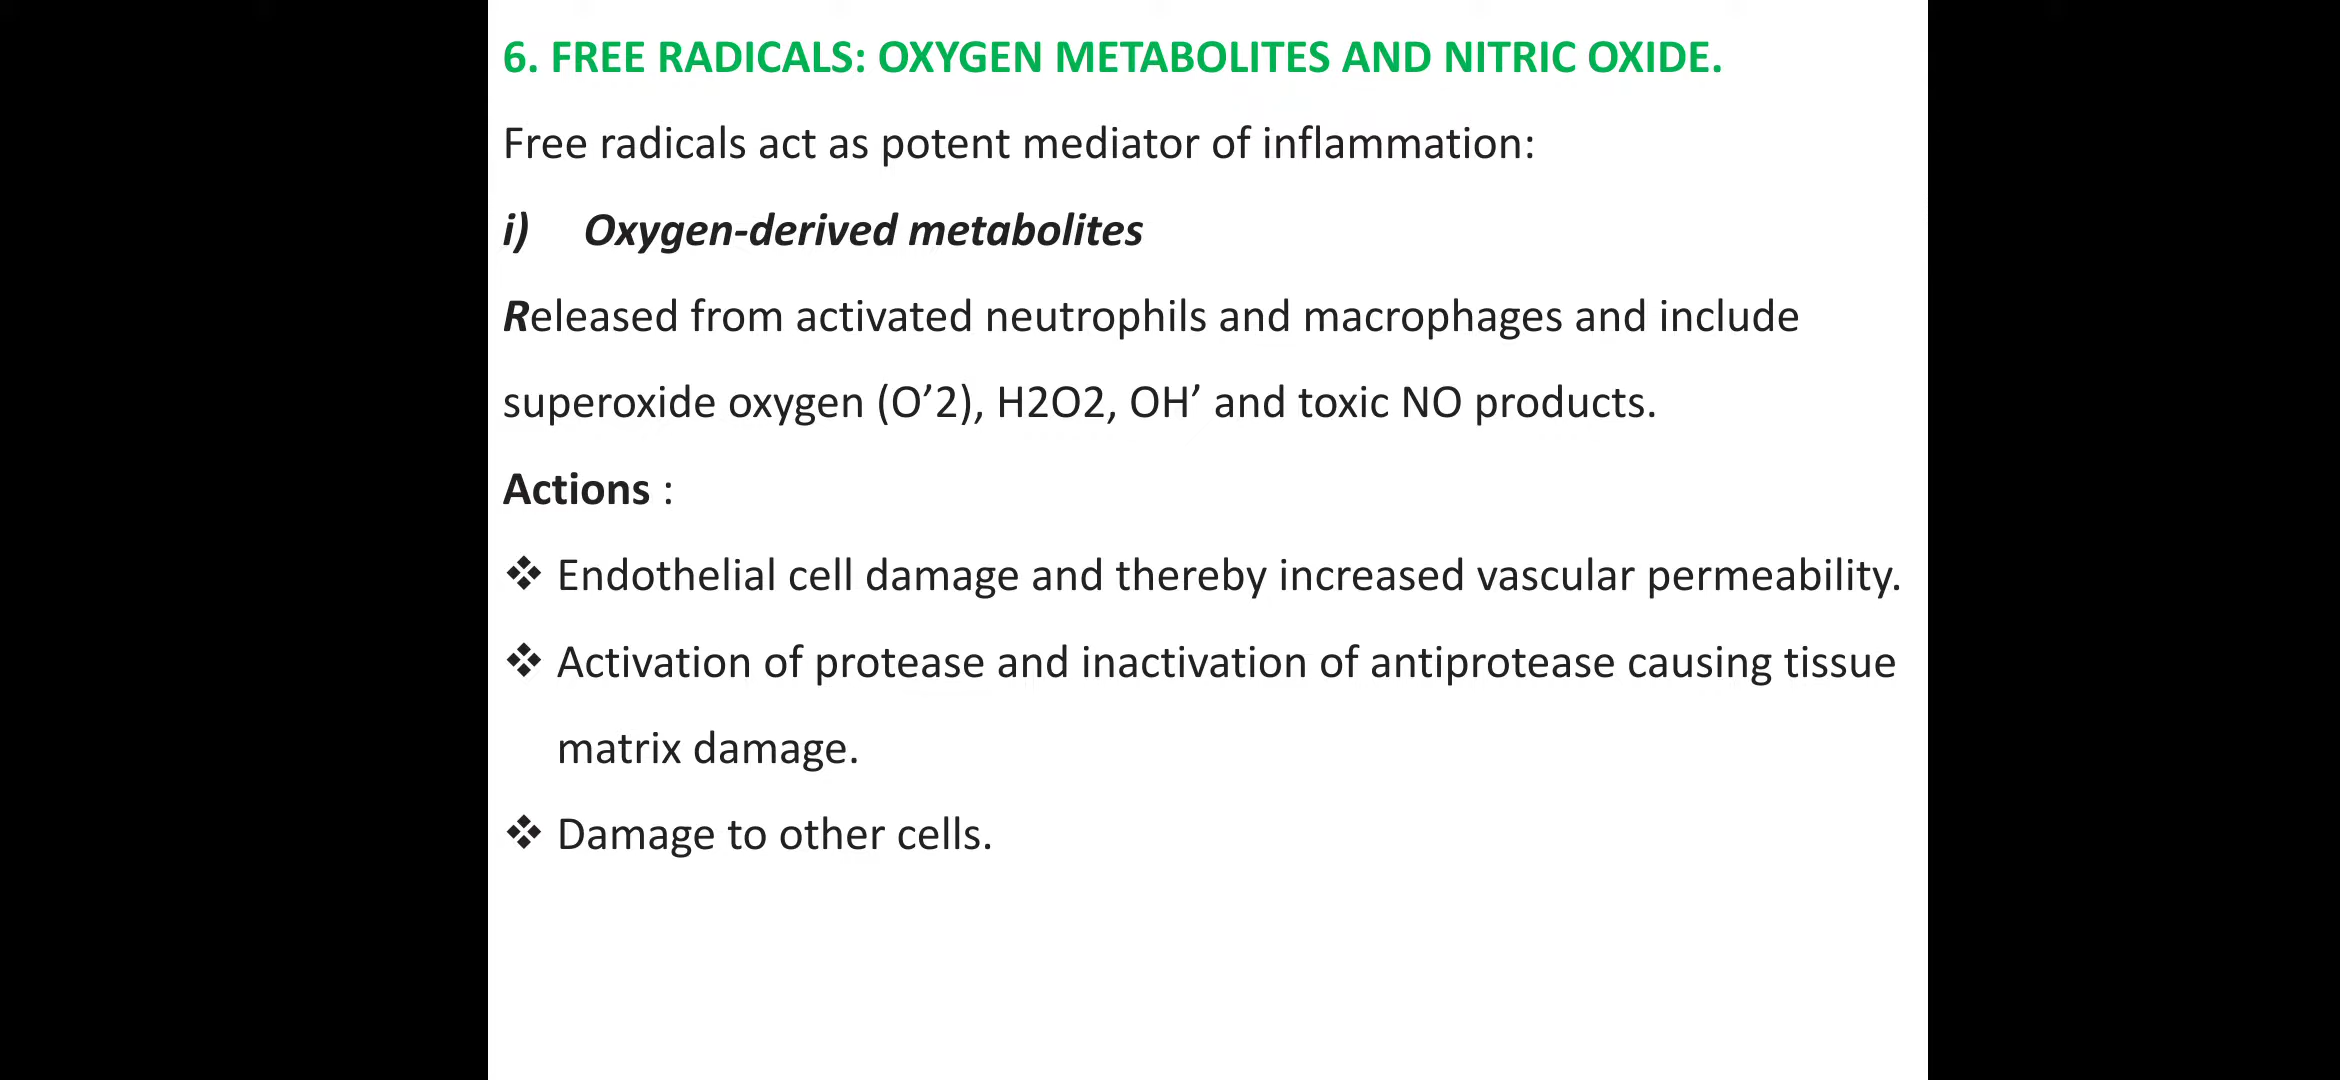 6. FREE RADICALS: OXYGEN METABOLITES AND NITRIC OXIDE.
Free radicals act as potent mediator of inflammation:
i) Oxygen-derived metabolites
Released from activated neutrophils and macrophages and include
superoxide oxygen (O’2), H2O2, OH’ and toxic NO products.
Actions :
❖ Endothelial cell damage and thereby increased vascular permeability.
❖ Activation of protease and inactivation of antiprotease causing tissue
matrix damage.
❖ Damage to other cells.